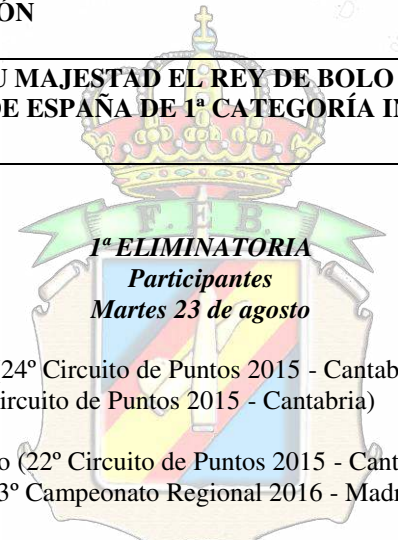 ÓN
U MAJESTAD EL REY DE BOLO
DE ESPAÑA DE 1ª CATEGORÍA IN
F. E. B.
1ª ELIMINATORIA
Participantes
Martes 23 de agosto
24º Circuito de Puntos 2015 - Cantab
ircuito de Puntos 2015 - Cantabria)
o (22º Circuito de Puntos 2015 - Cant
3º Campeonato Regional 2016 - Madr